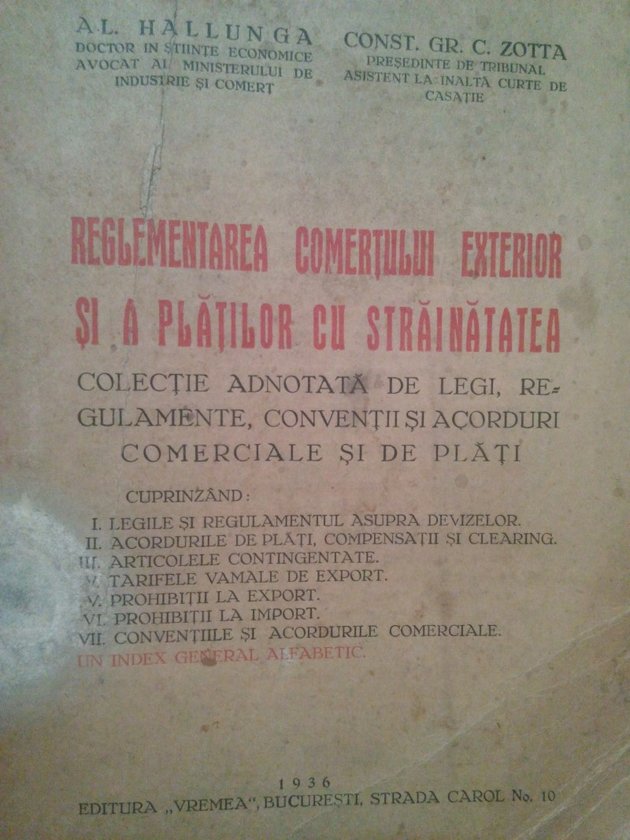 AL. HALLUNGA
DOCTOR IN ȘTIINȚE ECONOMICE
AVOCAT AL MINISTERULUI DE
INDUSTRIE ȘI COMERȚ
CONST. GR. C. ZOTTA
PREȘEDINTE DE TRIBUNAL
ASISTENT LA INALTĂ CURTE DE
CASAȚIE
REGLEMENTAREA COMERȚULUI EXTERIOR
ȘI A PLĂȚILOR CU STRĂINĂTATEA
COLECȚIE ADNOTATĂ DE LEGI, RE=
GULAMENTE, CONVENȚII ȘI ACORDURI
COMERCIALE ȘI DE PLĂȚI
CUPRINZÂND:
I. LEGILE ȘI REGULAMENTUL ASUPRA DEVIZELOR.
II. ACORDURILE DE PLĂȚI, COMPENSAȚII ȘI CLEARING.
III. ARTICOLELE CONTINGENTATE.
V. TARIFELE VAMALE DE EXPORT.
V. PROHIBIȚII LA EXPORT.
VI. PROHIBIȚII LA IMPORT.
VII. CONVENȚIILE ȘI ACORDURILE COMERCIALE.
UN INDEX GENERAL ALFABETIC.
1936
EDITURA „VREMEA", BUCUREȘTI, STRADA CAROL No. 10